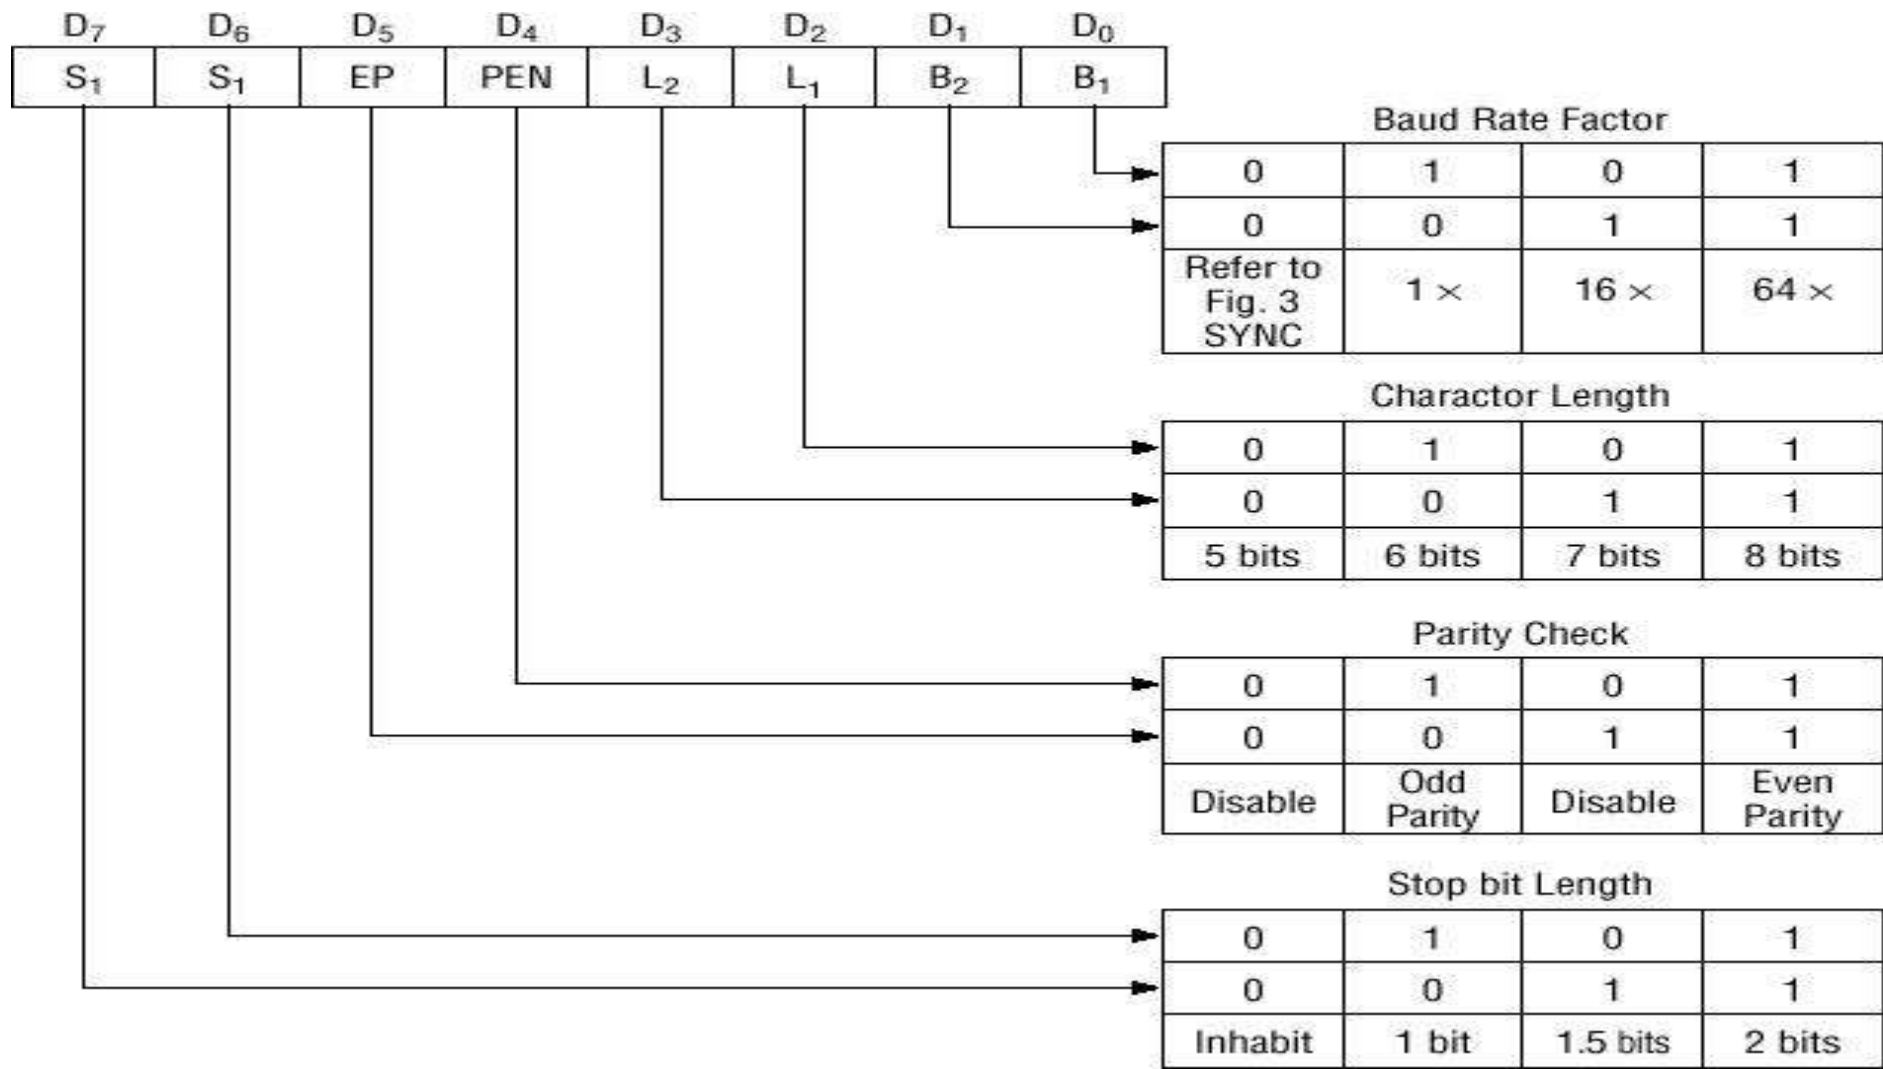 D7 D6 D5 D4 D3 D2 D1 D0
S1 S1 EP PEN L2 L1 B2 B1
Baud Rate Factor
0 1 0 1
0 0 1 1
Refer to Fig. 3 SYNC 1 × 16 × 64 ×
Charactor Length
0 1 0 1
0 0 1 1
5 bits 6 bits 7 bits 8 bits
Parity Check
0 1 0 1
0 0 1 1
Disable Odd Parity Disable Even Parity
Stop bit Length
0 1 0 1
0 0 1 1
Inhabit 1 bit 1.5 bits 2 bits